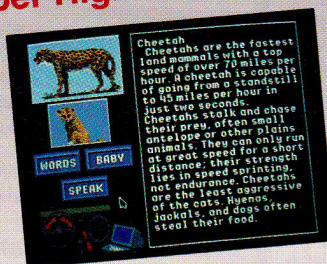 Cheetah
Cheetahs are the fastest
land mammals with a top
speed of over 70 miles per
hour. A cheetah is capable
of going from a standstill
to 45 miles per hour in
just two seconds.
Cheetahs stalk and chase
their prey, often small
antelope or other plains
animals. They can only run
at great speed for a short
distance; their strength
lies in speed sprinting,
not endurance. Cheetahs
are the least aggressive
of the cats. Hyenas,
jackals, and dogs often
steal their food.
WORDS
BABY
SPEAK